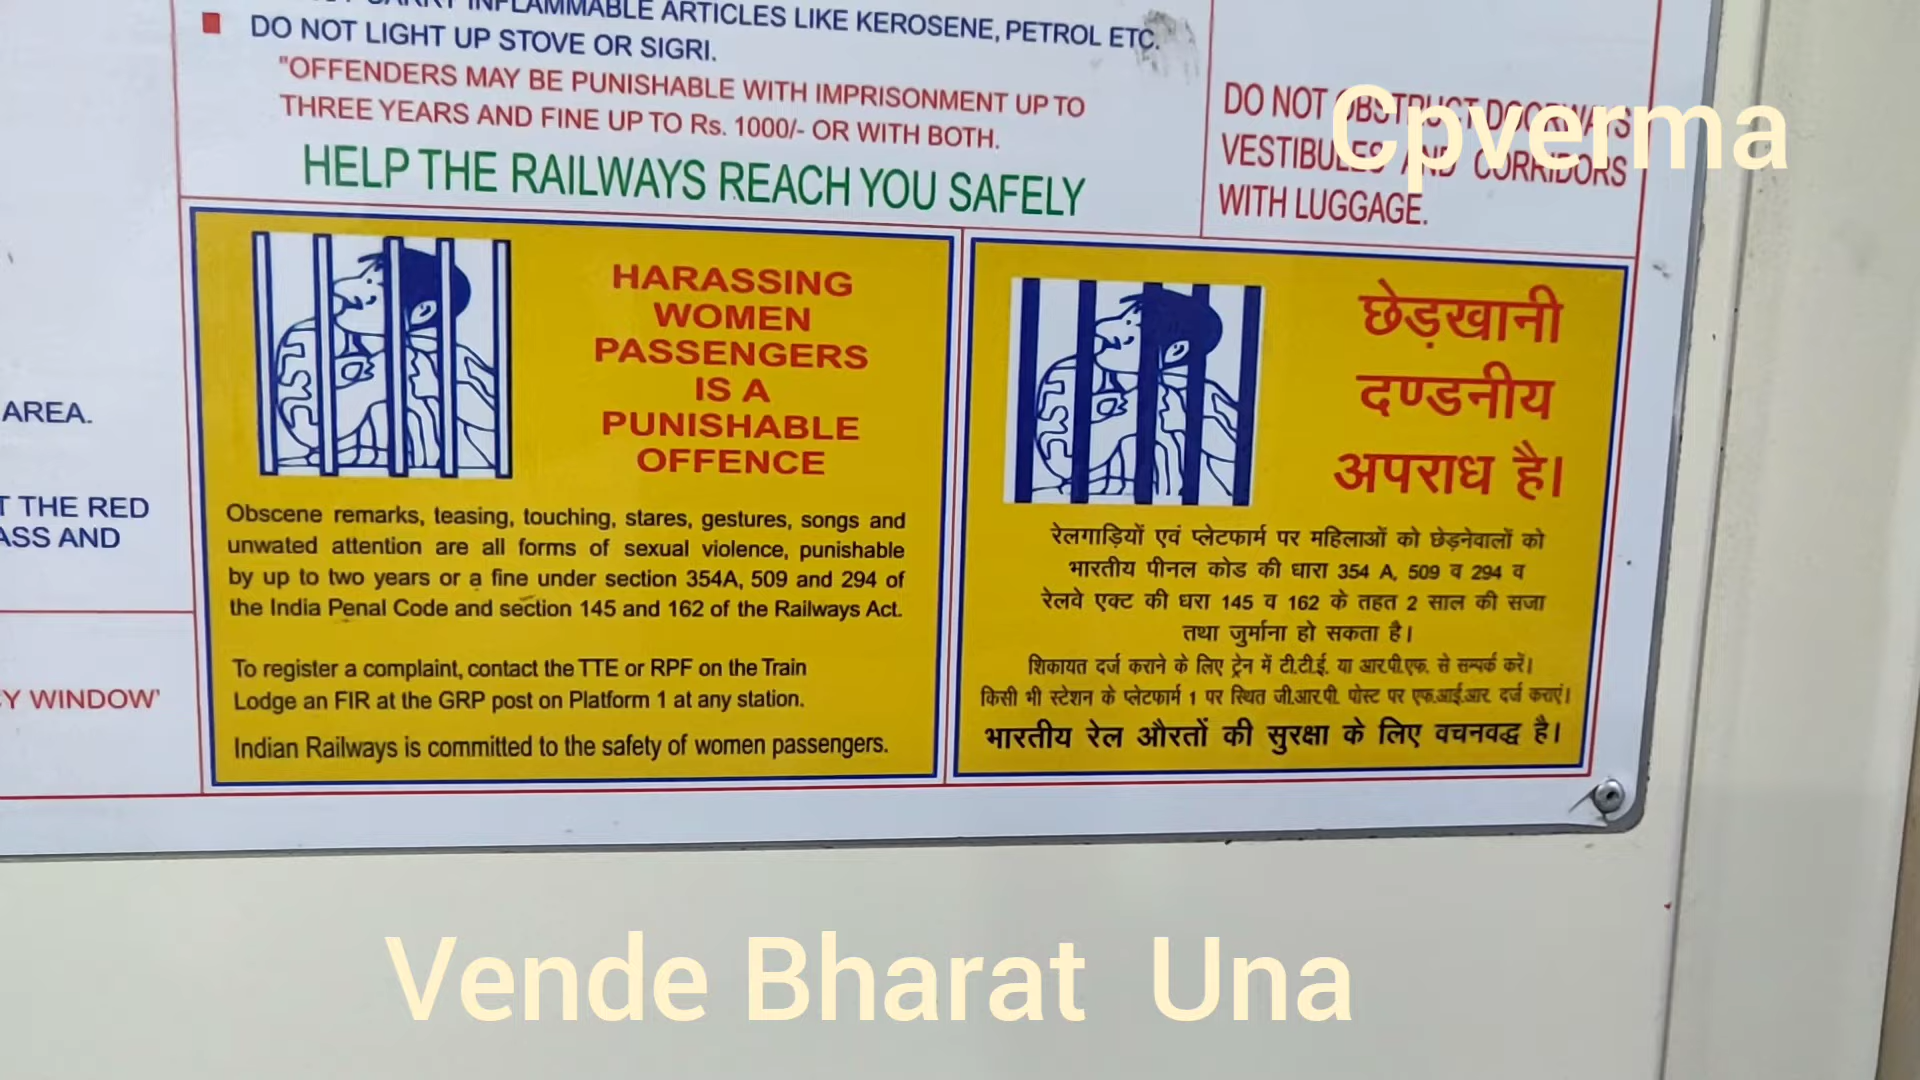 CARRY INFLAMMABLE ARTICLES LIKE KEROSENE, PETROL ETC.
DO NOT LIGHT UP STOVE OR SIGRI.
"OFFENDERS MAY BE PUNISHABLE WITH IMPRISONMENT UP TO
THREE YEARS AND FINE UP TO Rs. 1000/- OR WITH BOTH.
HELP THE RAILWAYS REACH YOU SAFELY
DO NOT OBSTRUCT DOORWAYS
VESTIBULES AND CORRIDORS
WITH LUGGAGE.
Cpverma
AREA.
THE RED
AND
WINDOW'
HARASSING
WOMEN
PASSENGERS
IS A
PUNISHABLE
OFFENCE
Obscene remarks, teasing, touching, stares, gestures, songs and
unwated attention are all forms of sexual violence, punishable
by up to two years or a fine under section 354A, 509 and 294 of
the India Penal Code and section 145 and 162 of the Railways Act.
To register a complaint, contact the TTE or RPF on the Train
Lodge an FIR at the GRP post on Platform 1 at any station.
Indian Railways is committed to the safety of women passengers.
छेड़खानी
दण्डनीय
अपराध है।
रेलगाड़ियों एवं प्लेटफार्म पर महिलाओं को छेड़नेवालों को
भारतीय पीनल कोड की धारा 354 A, 509 व 294 व
रेलवे एक्ट की धरा 145 व 162 के तहत 2 साल की सजा
तथा जुर्माना हो सकता है।
शिकायत दर्ज कराने के लिए ट्रेन में टी.टी.ई. या आर.पी.एफ. से सम्पर्क करें।
किसी भी स्टेशन के प्लेटफार्म 1 पर स्थित जी.आर.पी. पोस्ट पर एफ.आई.आर. दर्ज कराएं।
भारतीय रेल औरतों की सुरक्षा के लिए वचनवद्ध है।
Vende Bharat Una